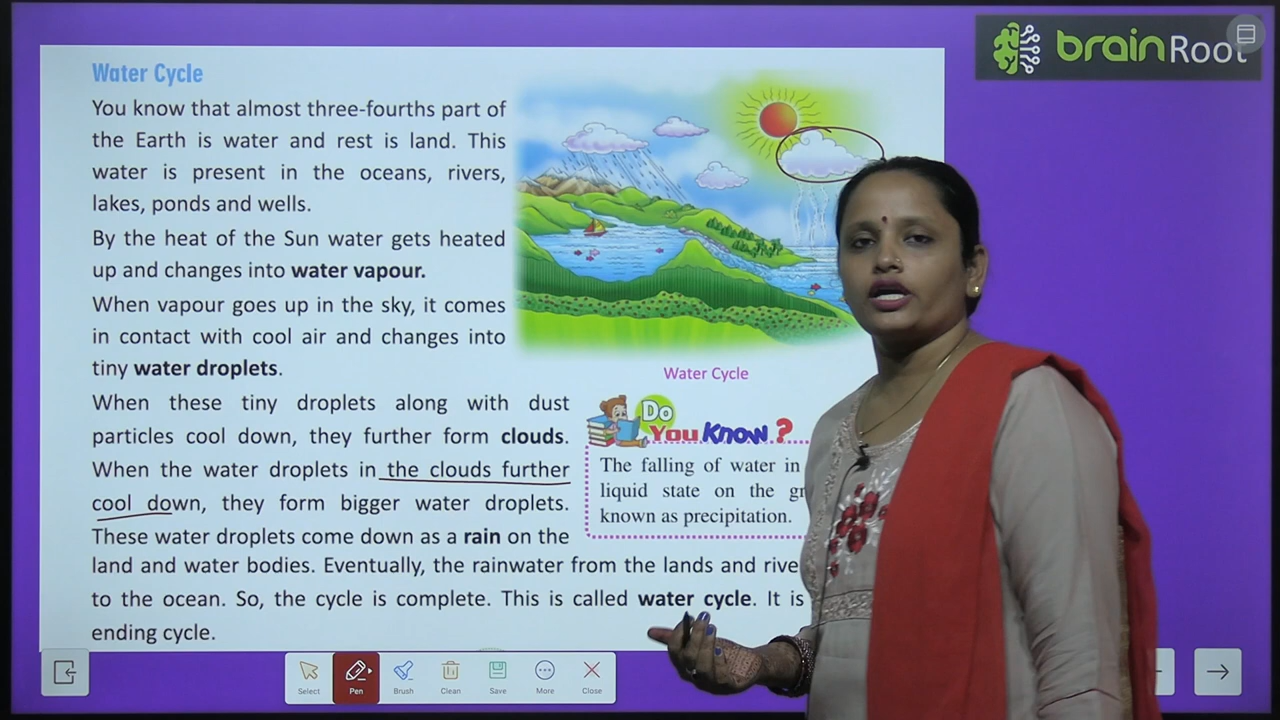 brainRoot
Water Cycle
You know that almost three-fourths part of
the Earth is water and rest is land. This
water is present in the oceans, rivers,
lakes, ponds and wells.
By the heat of the Sun water gets heated
up and changes into water vapour.
When vapour goes up in the sky, it comes
in contact with cool air and changes into
tiny water droplets.
Water Cycle
When these tiny droplets along with dust
particles cool down, they further form clouds.
When the water droplets in the clouds further
cool down, they form bigger water droplets.
These water droplets come down as a rain on the
land and water bodies. Eventually, the rainwater from the lands and rive
to the ocean. So, the cycle is complete. This is called water cycle. It is
ending cycle.
Do
You Know?
The falling of water in
liquid state on the gr
known as precipitation.
Select
Pen
Brush
Clean
Save
More
Close